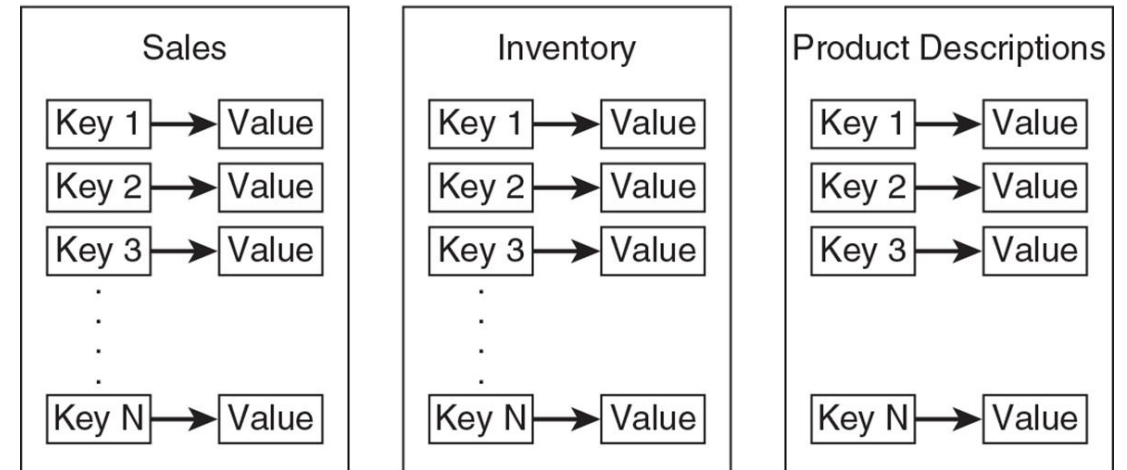 Sales
Key 1 Value
Key 2 Value
Key 3 Value
.
.
.
.
Key N Value
Inventory
Key 1 Value
Key 2 Value
Key 3 Value
.
.
.
.
Key N Value
Product Descriptions
Key 1 Value
Key 2 Value
Key 3 Value
Key N Value